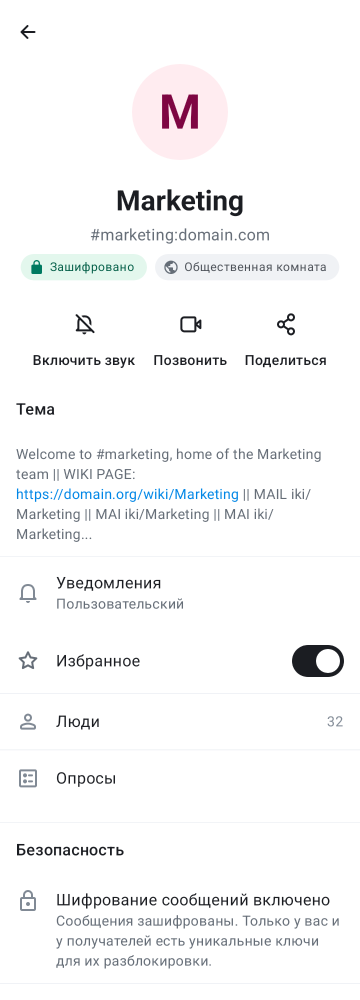 M
Marketing
#marketing:domain.com
Зашифровано
Общественная комната
Включить звук
Позвонить
Поделиться
Тема
Welcome to #marketing, home of the Marketing
team || WIKI PAGE:
https://domain.org/wiki/Marketing || MAIL iki/
Marketing || MAI iki/Marketing || MAI iki/
Marketing...
Уведомления
Пользовательский
Избранное
Люди
32
Опросы
Безопасность
Шифрование сообщений включено
Сообщения зашифрованы. Только у вас и
у получателей есть уникальные ключи
для их разблокировки.